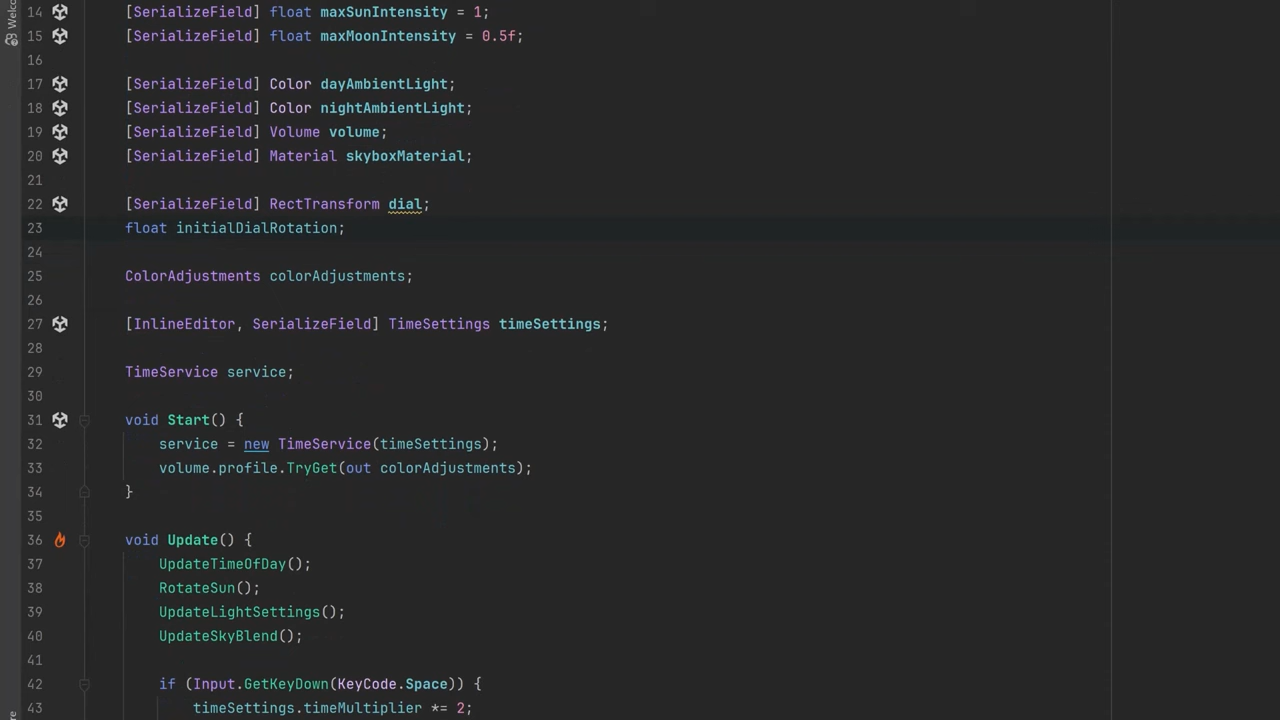 Welco
14 [SerializeField] float maxSunIntensity = 1;
15 [SerializeField] float maxMoonIntensity = 0.5f;
16
17 [SerializeField] Color dayAmbientLight;
18 [SerializeField] Color nightAmbientLight;
19 [SerializeField] Volume volume;
20 [SerializeField] Material skyboxMaterial;
21
22 [SerializeField] RectTransform dial;
23 float initialDialRotation;
24
25 ColorAdjustments colorAdjustments;
26
27 [InlineEditor, SerializeField] TimeSettings timeSettings;
28
29 TimeService service;
30
31 void Start() {
32 service = new TimeService(timeSettings);
33 volume.profile.TryGet(out colorAdjustments);
34 }
35
36 void Update() {
37 UpdateTimeOfDay();
38 RotateSun();
39 UpdateLightSettings();
40 UpdateSkyBlend();
41
42 if (Input.GetKeyDown(KeyCode.Space)) {
43 timeSettings.timeMultiplier *= 2;